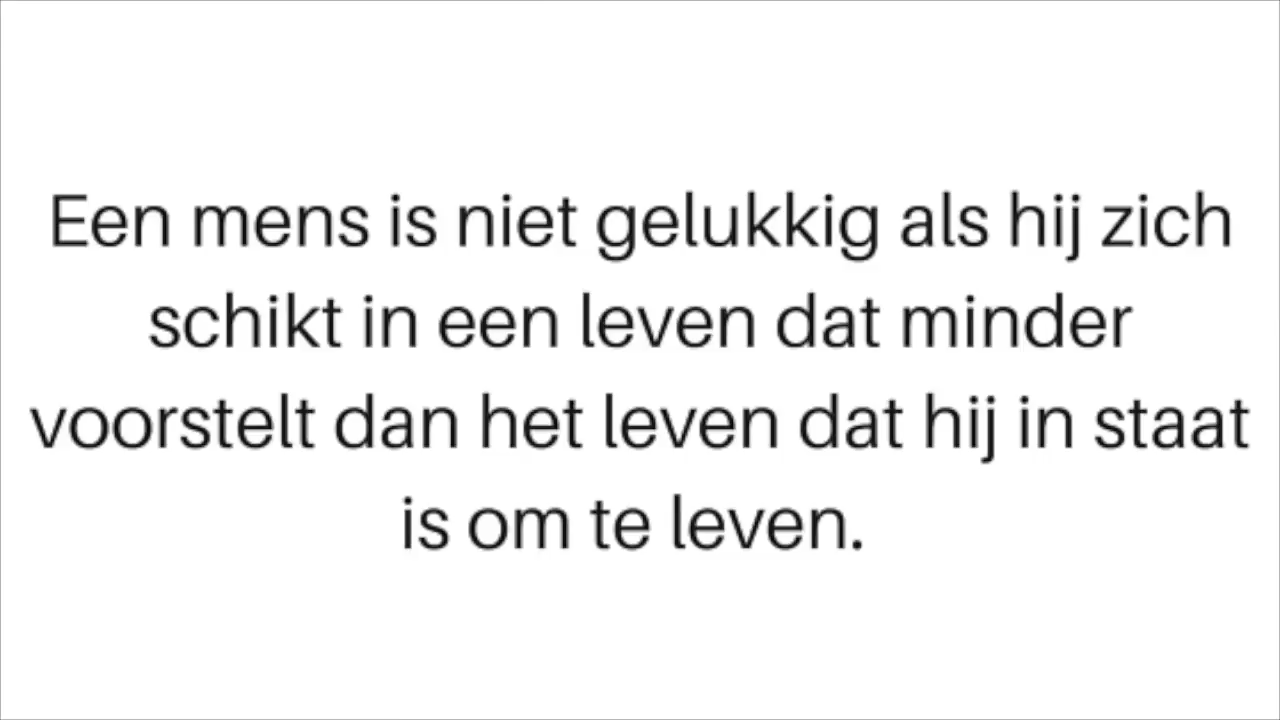 Een mens is niet gelukkig als hij zich
schikt in een leven dat minder
voorstelt dan het leven dat hij in staat
is om te leven.